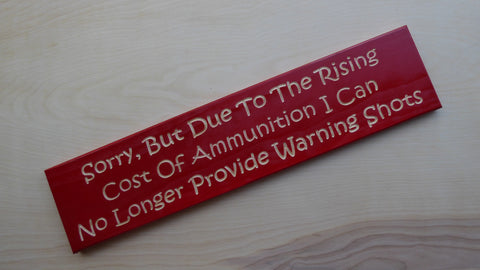 Sorry, But Due To The Rising
Cost Of Ammunition I Can
No Longer Provide Warning Shots